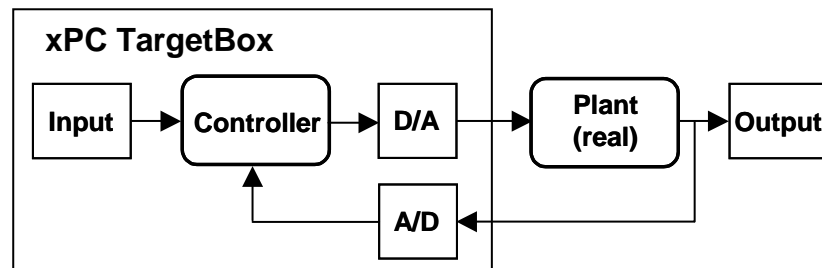 xPC TargetBox
Input
Controller
D/A
Plant
(real)
Output
A/D